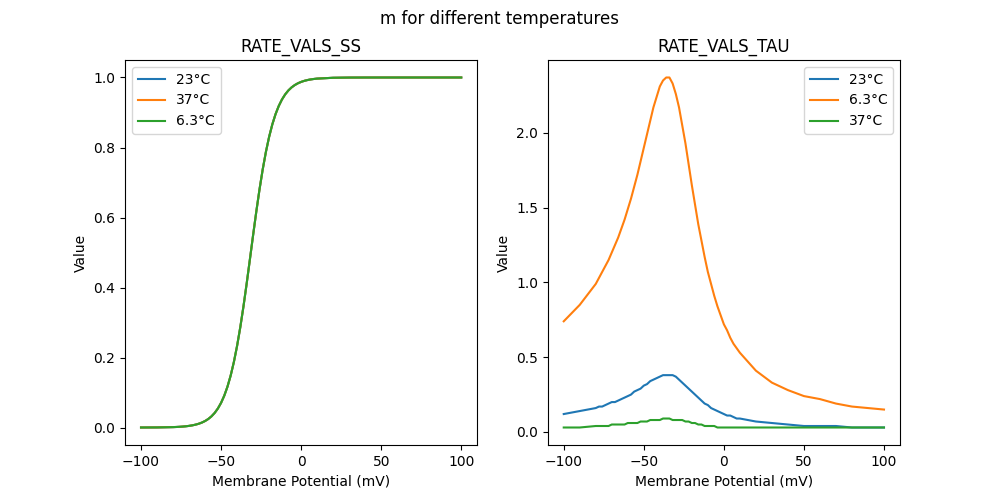 m for different temperatures
RATE_VALS_SS
23°C
37°C
6.3°C
1.0
0.8
0.6
0.4
0.2
0.0
Value
−100
−50
0
50
100
Membrane Potential (mV)
RATE_VALS_TAU
23°C
6.3°C
37°C
2.0
1.5
1.0
0.5
0.0
Value
−100
−50
0
50
100
Membrane Potential (mV)